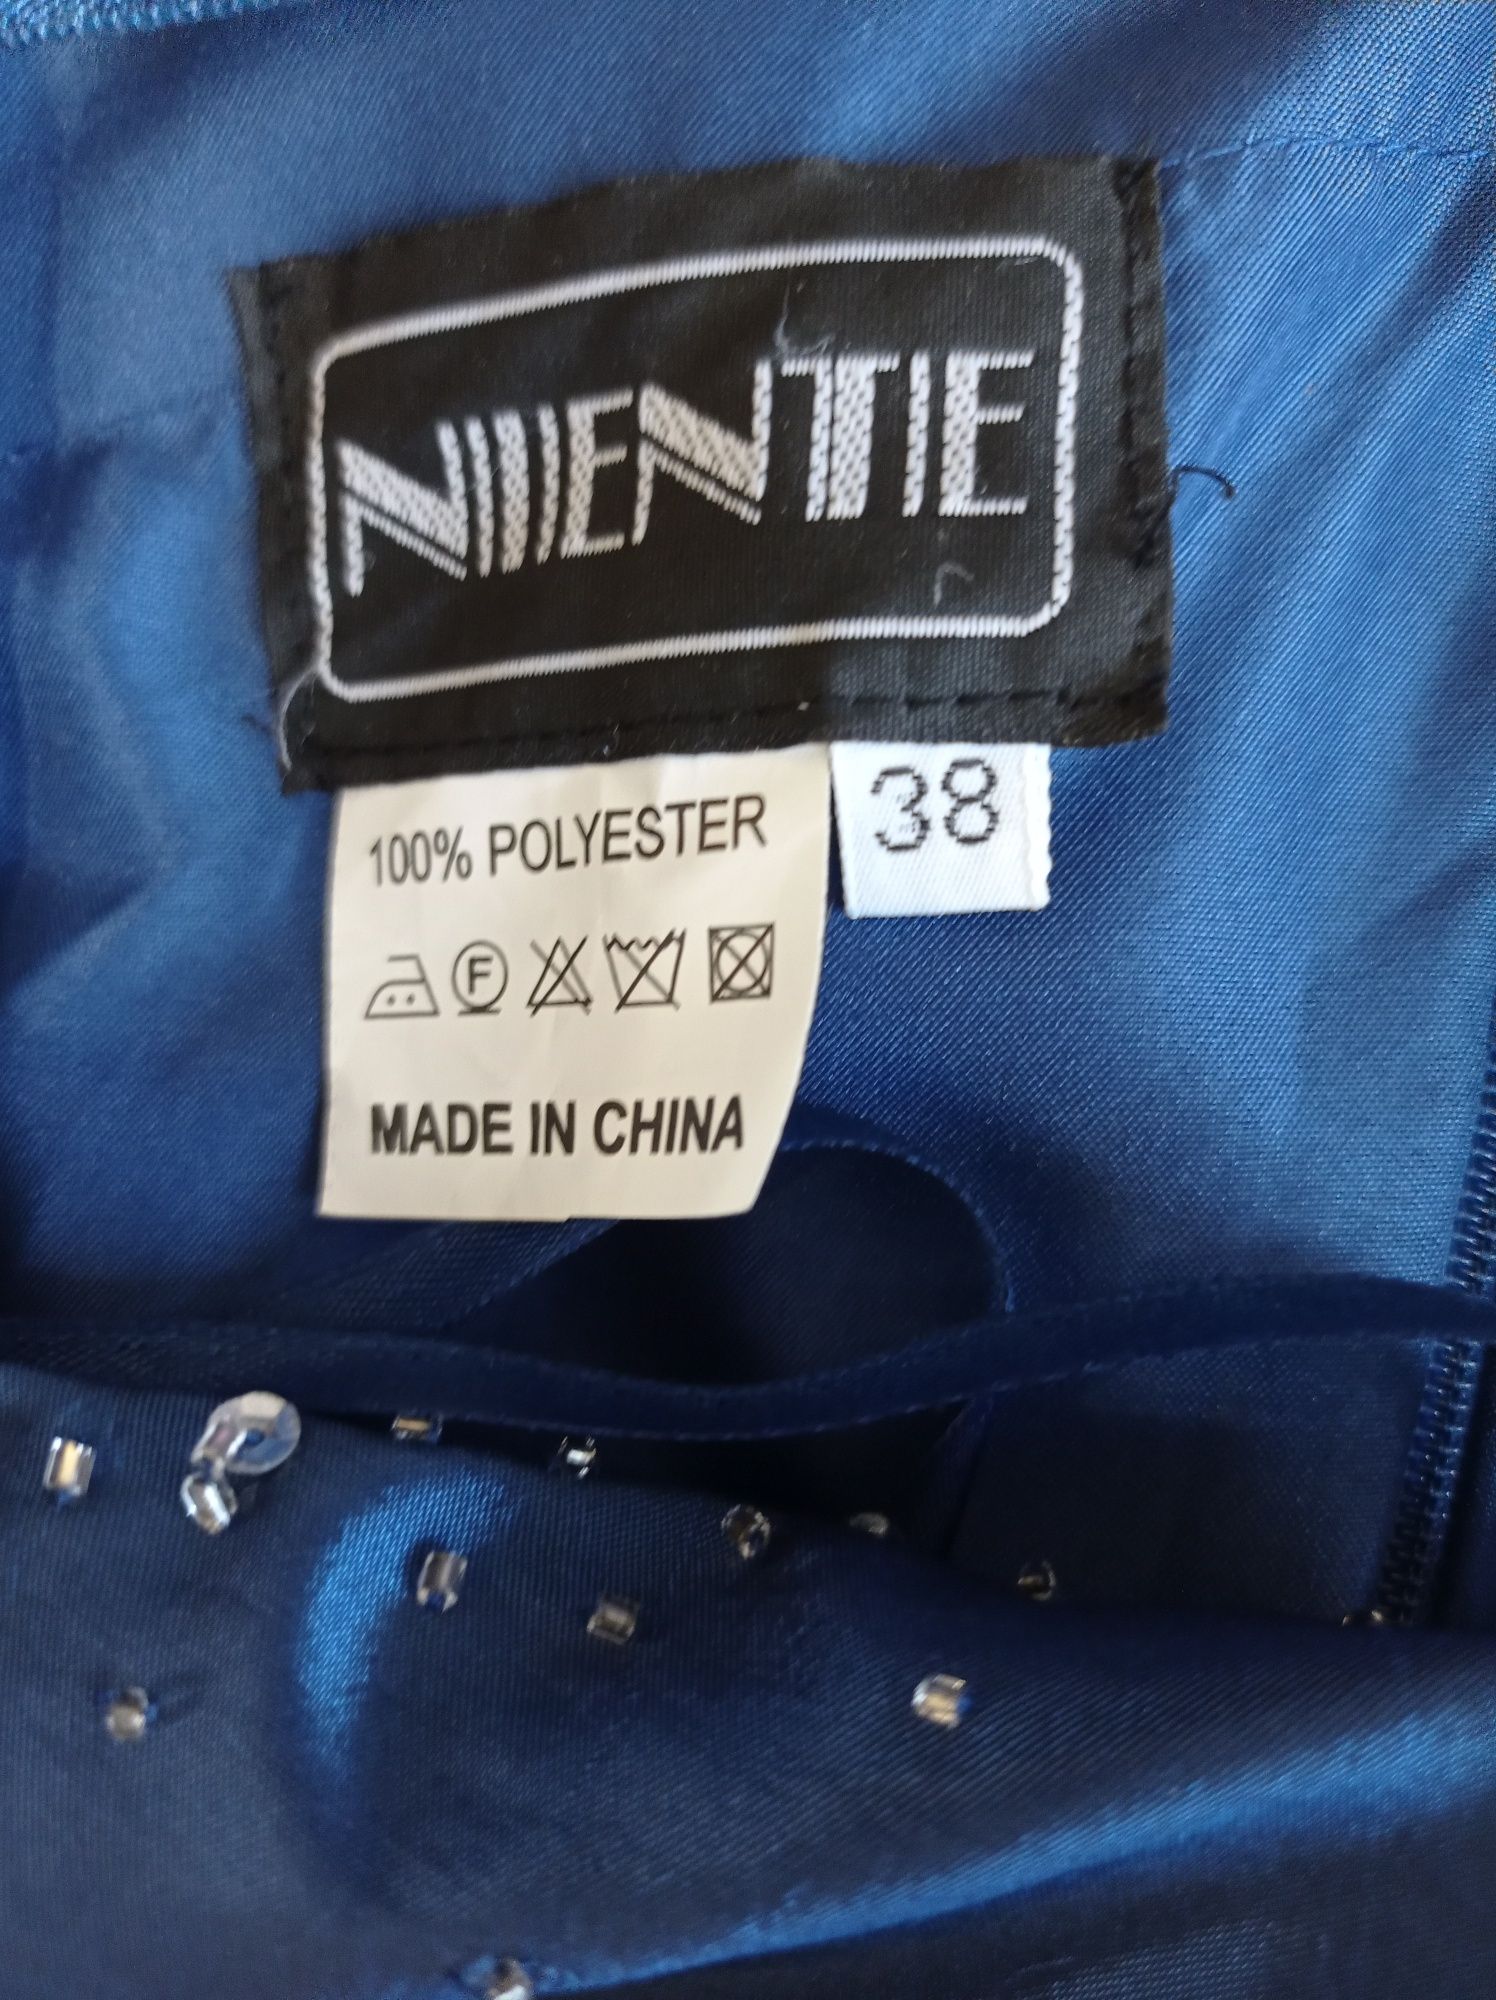 NIENTE
38
100% POLYESTER
F
MADE IN CHINA